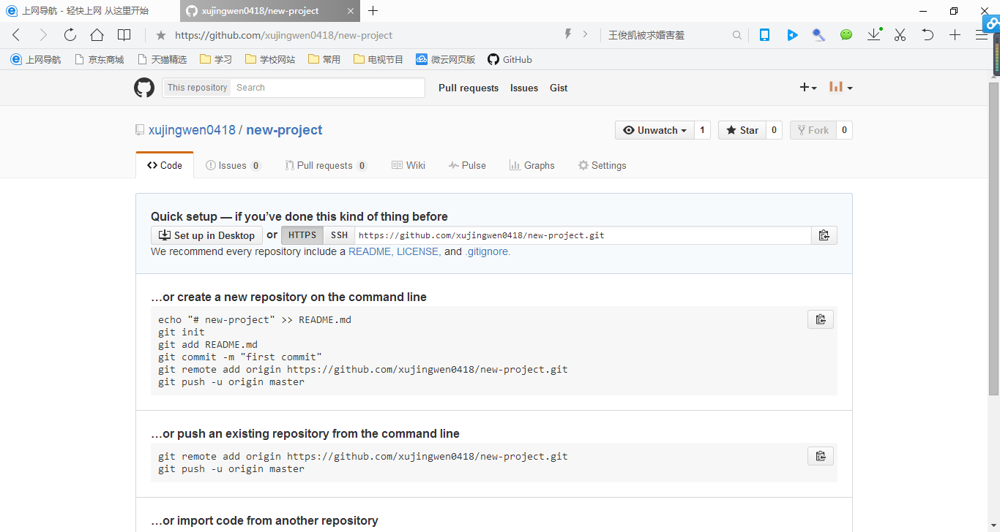 上网导航 - 轻快上网 从这里开始
xujingwen0418/new-project
https://github.com/xujingwen0418/new-project
王俊凯被求婚害羞
上网导航 京东商城 天猫精选 学习 学校网站 常用 电视节目 微云网页版 GitHub
This repository Search Pull requests Issues Gist
xujingwen0418 / new-project Unwatch 1 Star 0 Fork 0
Code Issues 0 Pull requests 0 Wiki Pulse Graphs Settings
Quick setup — if you’ve done this kind of thing before
Set up in Desktop or HTTPS SSH https://github.com/xujingwen0418/new-project.git
We recommend every repository include a README, LICENSE, and .gitignore.
…or create a new repository on the command line
echo "# new-project" >> README.md
git init
git add README.md
git commit -m "first commit"
git remote add origin https://github.com/xujingwen0418/new-project.git
git push -u origin master
…or push an existing repository from the command line
git remote add origin https://github.com/xujingwen0418/new-project.git
git push -u origin master
…or import code from another repository